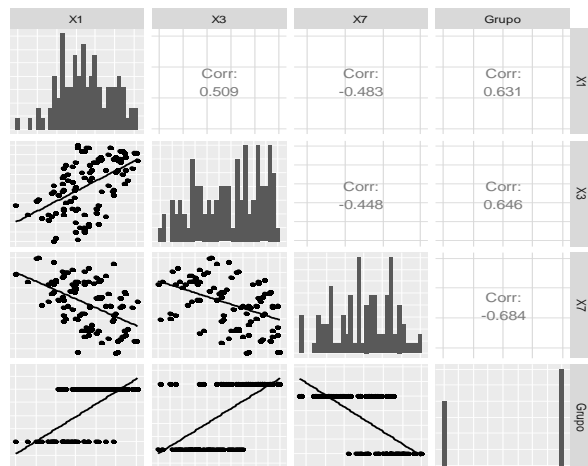 X1 X3 X7 Grupo
Corr:
0.509
Corr:
-0.483
Corr:
0.631
X1
Corr:
-0.448
Corr:
0.646
X3
Corr:
-0.684
X7
Grupo